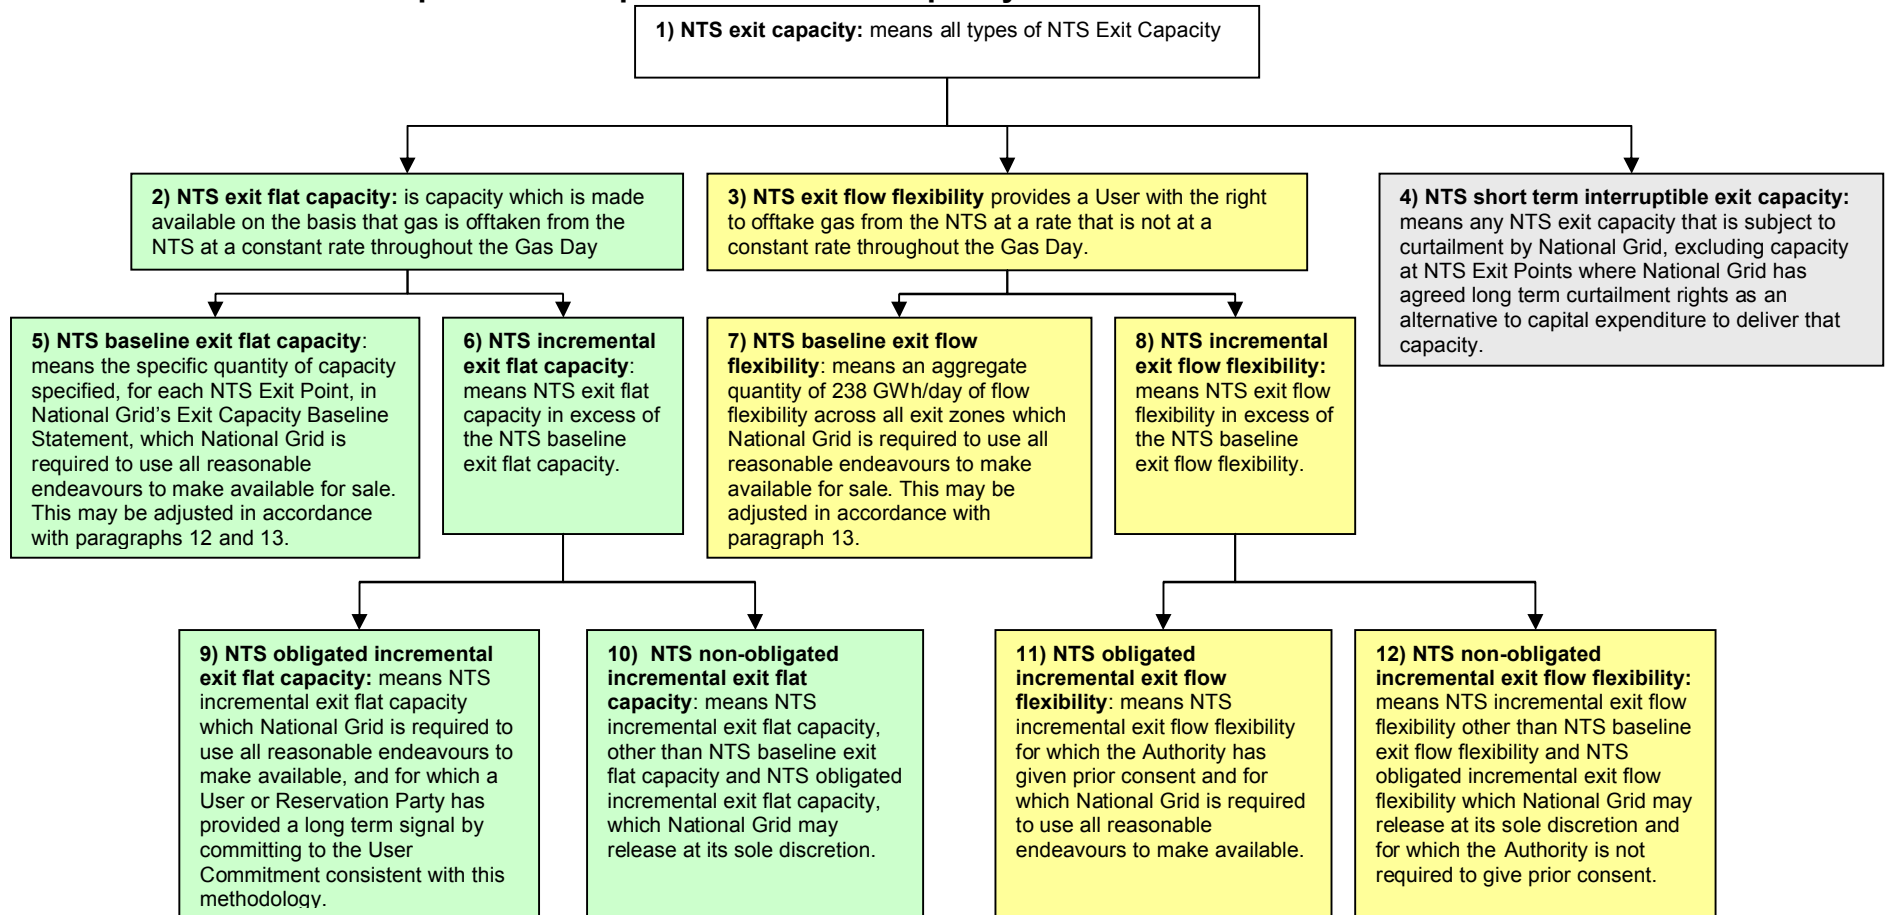 1) NTS exit capacity: means all types of NTS Exit Capacity
2) NTS exit flat capacity: is capacity which is made
available on the basis that gas is offtaken from the
NTS at a constant rate throughout the Gas Day
3) NTS exit flow flexibility provides a User with the right
to offtake gas from the NTS at a rate that is not at a
constant rate throughout the Gas Day.
4) NTS short term interruptible exit capacity:
means any NTS exit capacity that is subject to
curtailment by National Grid, excluding capacity
at NTS Exit Points where National Grid has
agreed long term curtailment rights as an
alternative to capital expenditure to deliver that
capacity.
5) NTS baseline exit flat capacity:
means the specific quantity of capacity
specified, for each NTS Exit Point, in
National Grid's Exit Capacity Baseline
Statement, which National Grid is
required to use all reasonable
endeavours to make available for sale.
This may be adjusted in accordance
with paragraphs 12 and 13.
6) NTS incremental
exit flat capacity:
means NTS exit flat
capacity in excess of
the NTS baseline
exit flat capacity.
7) NTS baseline exit flow
flexibility: means an aggregate
quantity of 238 GWh/day of flow
flexibility across all exit zones which
National Grid is required to use all
reasonable endeavours to make
available for sale. This may be
adjusted in accordance with
paragraph 13.
8) NTS incremental
exit flow flexibility:
means NTS exit flow
flexibility in excess of
the NTS baseline
exit flow flexibility.
9) NTS obligated incremental
exit flat capacity: means NTS
incremental exit flat capacity
which National Grid is required to
use all reasonable endeavours to
make available, and for which a
User or Reservation Party has
provided a long term signal by
committing to the User
Commitment consistent with this
methodology.
10) NTS non-obligated
incremental exit flat
capacity: means NTS
incremental exit flat capacity,
other than NTS baseline exit
flat capacity and NTS obligated
incremental exit flat capacity,
which National Grid may
release at its sole discretion.
11) NTS obligated
incremental exit flow
flexibility: means NTS
incremental exit flow flexibility
for which the Authority has
given prior consent and for
which National Grid is required
to use all reasonable
endeavours to make available.
12) NTS non-obligated
incremental exit flow flexibility:
means NTS incremental exit flow
flexibility other than NTS baseline
exit flow flexibility and NTS
obligated incremental exit flow
flexibility which National Grid may
release at its sole discretion and
for which the Authority is not
required to give prior consent.